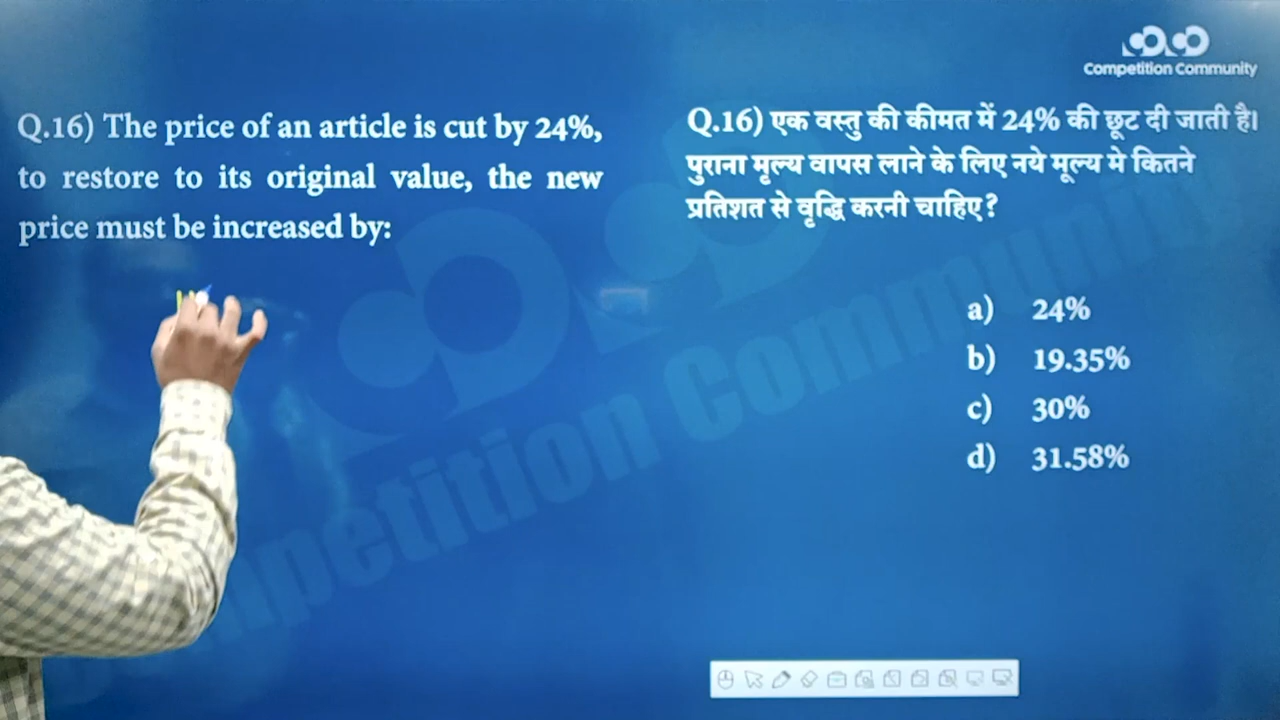 Competition Community
Q.16) The price of an article is cut by 24%,
to restore to its original value, the new
price must be increased by:
Q.16) एक वस्तु की कीमत में 24% की छूट दी जाती है।
पुराना मूल्य वापस लाने के लिए नये मूल्य मे कितने
प्रतिशत से वृद्धि करनी चाहिए?
a) 24%
b) 19.35%
c) 30%
d) 31.58%
Competition Community